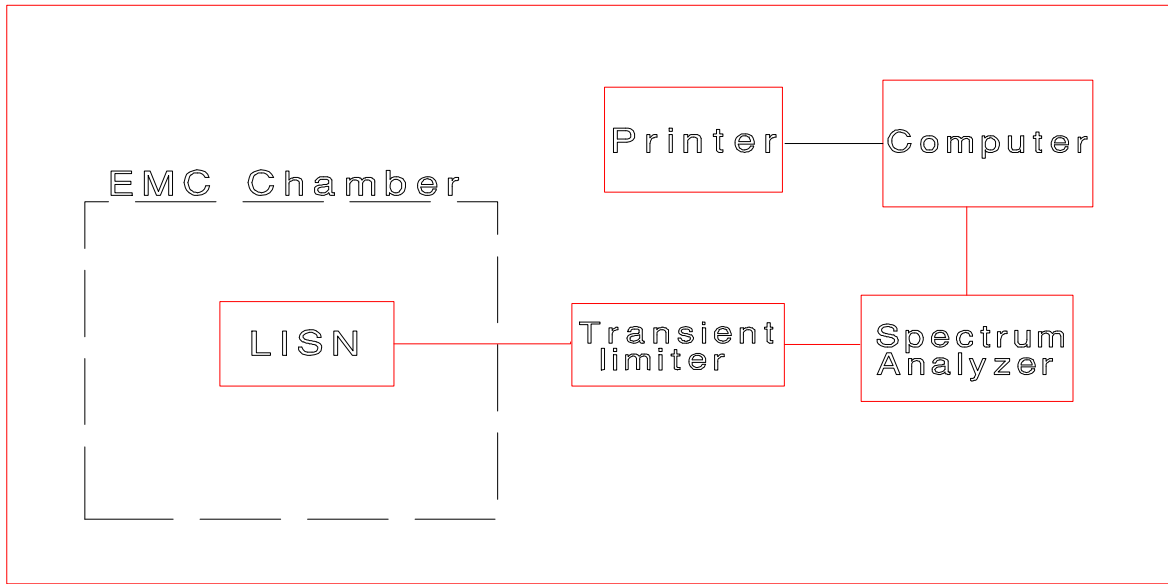 Printer
Computer
EMC Chamber
LISN
Transient
limiter
Spectrum
Analyzer